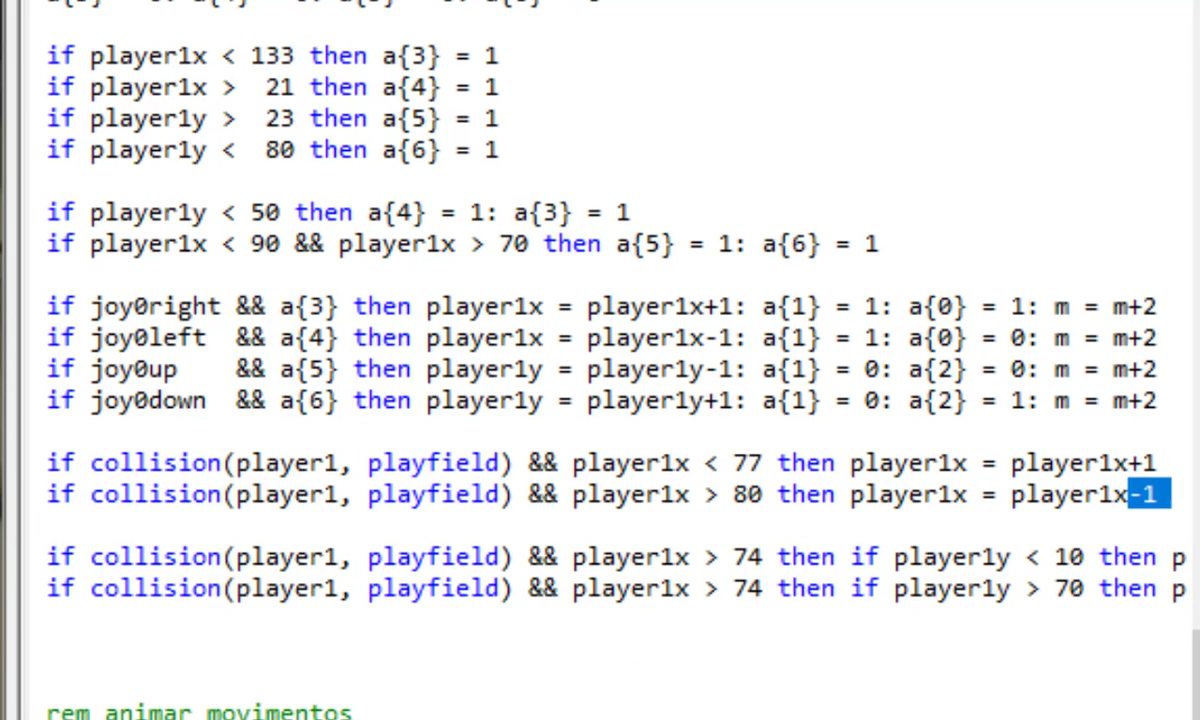 if player1x < 133 then a{3} = 1
if player1x >  21 then a{4} = 1
if player1y >  23 then a{5} = 1
if player1y <  80 then a{6} = 1
if player1y < 50 then a{4} = 1: a{3} = 1
if player1x < 90 && player1x > 70 then a{5} = 1: a{6} = 1
if joy0right && a{3} then player1x = player1x+1: a{1} = 1: a{0} = 1: m = m+2
if joy0left  && a{4} then player1x = player1x-1: a{1} = 1: a{0} = 0: m = m+2
if joy0up    && a{5} then player1y = player1y-1: a{1} = 0: a{2} = 0: m = m+2
if joy0down  && a{6} then player1y = player1y+1: a{1} = 0: a{2} = 1: m = m+2
if collision(player1, playfield) && player1x < 77 then player1x = player1x+1
if collision(player1, playfield) && player1x > 80 then player1x = player1x-1
if collision(player1, playfield) && player1x > 74 then if player1y < 10 then p
if collision(player1, playfield) && player1x > 74 then if player1y > 70 then p
rem animar movimentos